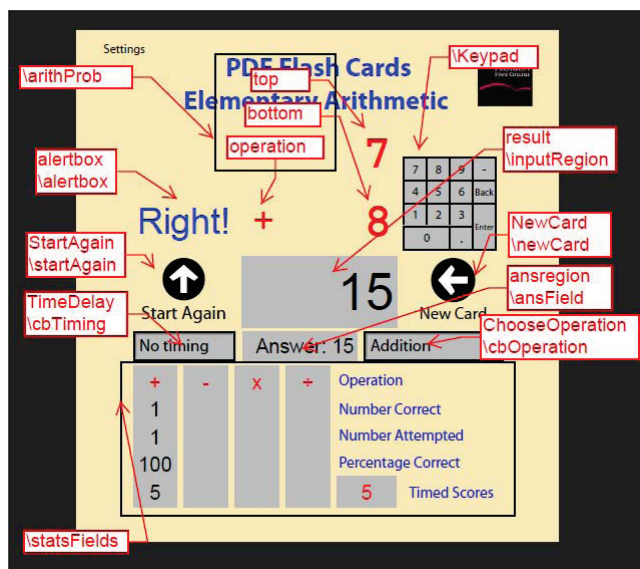 Settings
PDF Flash Cards
Elementary Arithmetic
\arithProb
top
bottom
operation
\Keypad
result
\inputRegion
alertbox
\alertbox
7
8
+
Right!
7 8 9 -
4 5 6 Back
1 2 3 Enter
0 .
StartAgain
\startAgain
NewCard
\newCard
15
Start Again
New Card
ansregion
\ansField
TimeDelay
\cbTiming
ChooseOperation
\cbOperation
No timing
Answer: 15
Addition
+ - x ÷ Operation
1 Number Correct
1 Number Attempted
100 Percentage Correct
5 5 Timed Scores
\statsFields